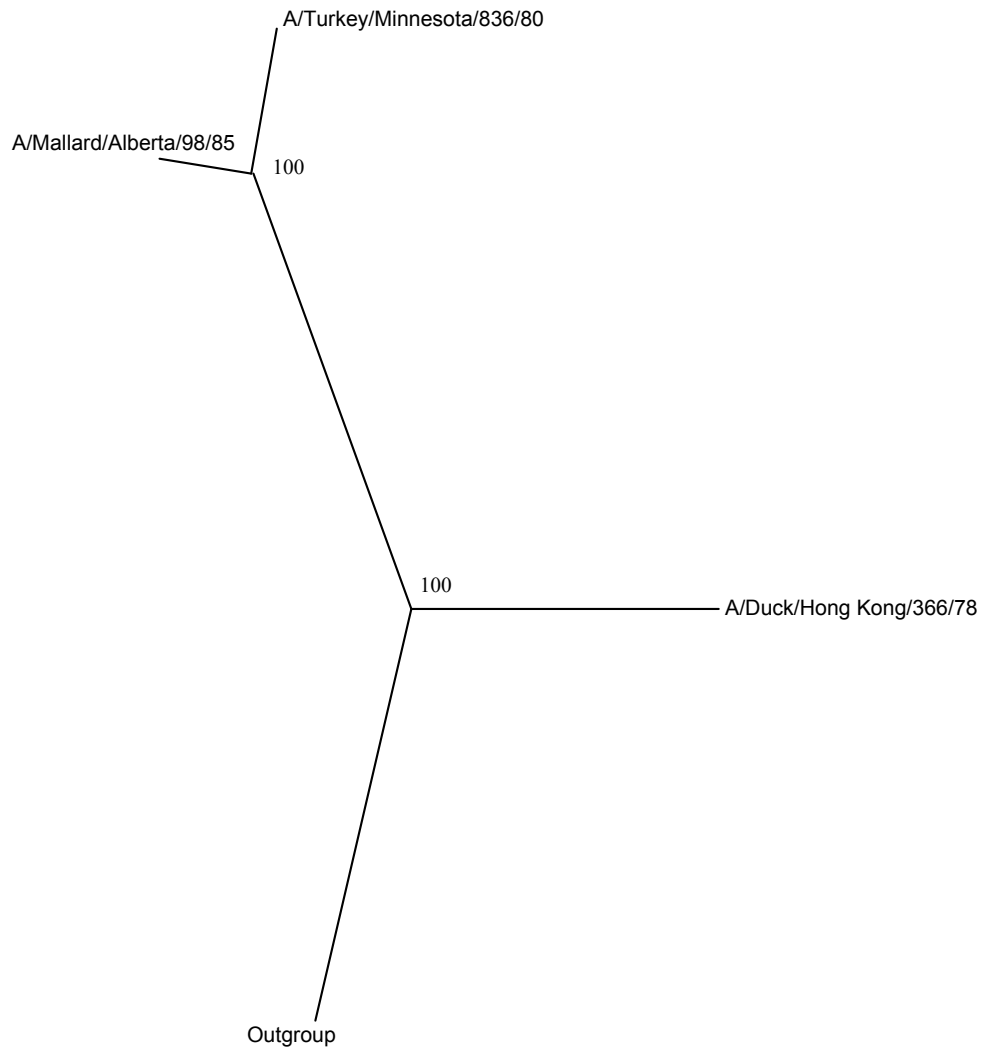 A/Turkey/Minnesota/836/80
A/Mallard/Alberta/98/85
100
100
A/Duck/Hong Kong/366/78
Outgroup